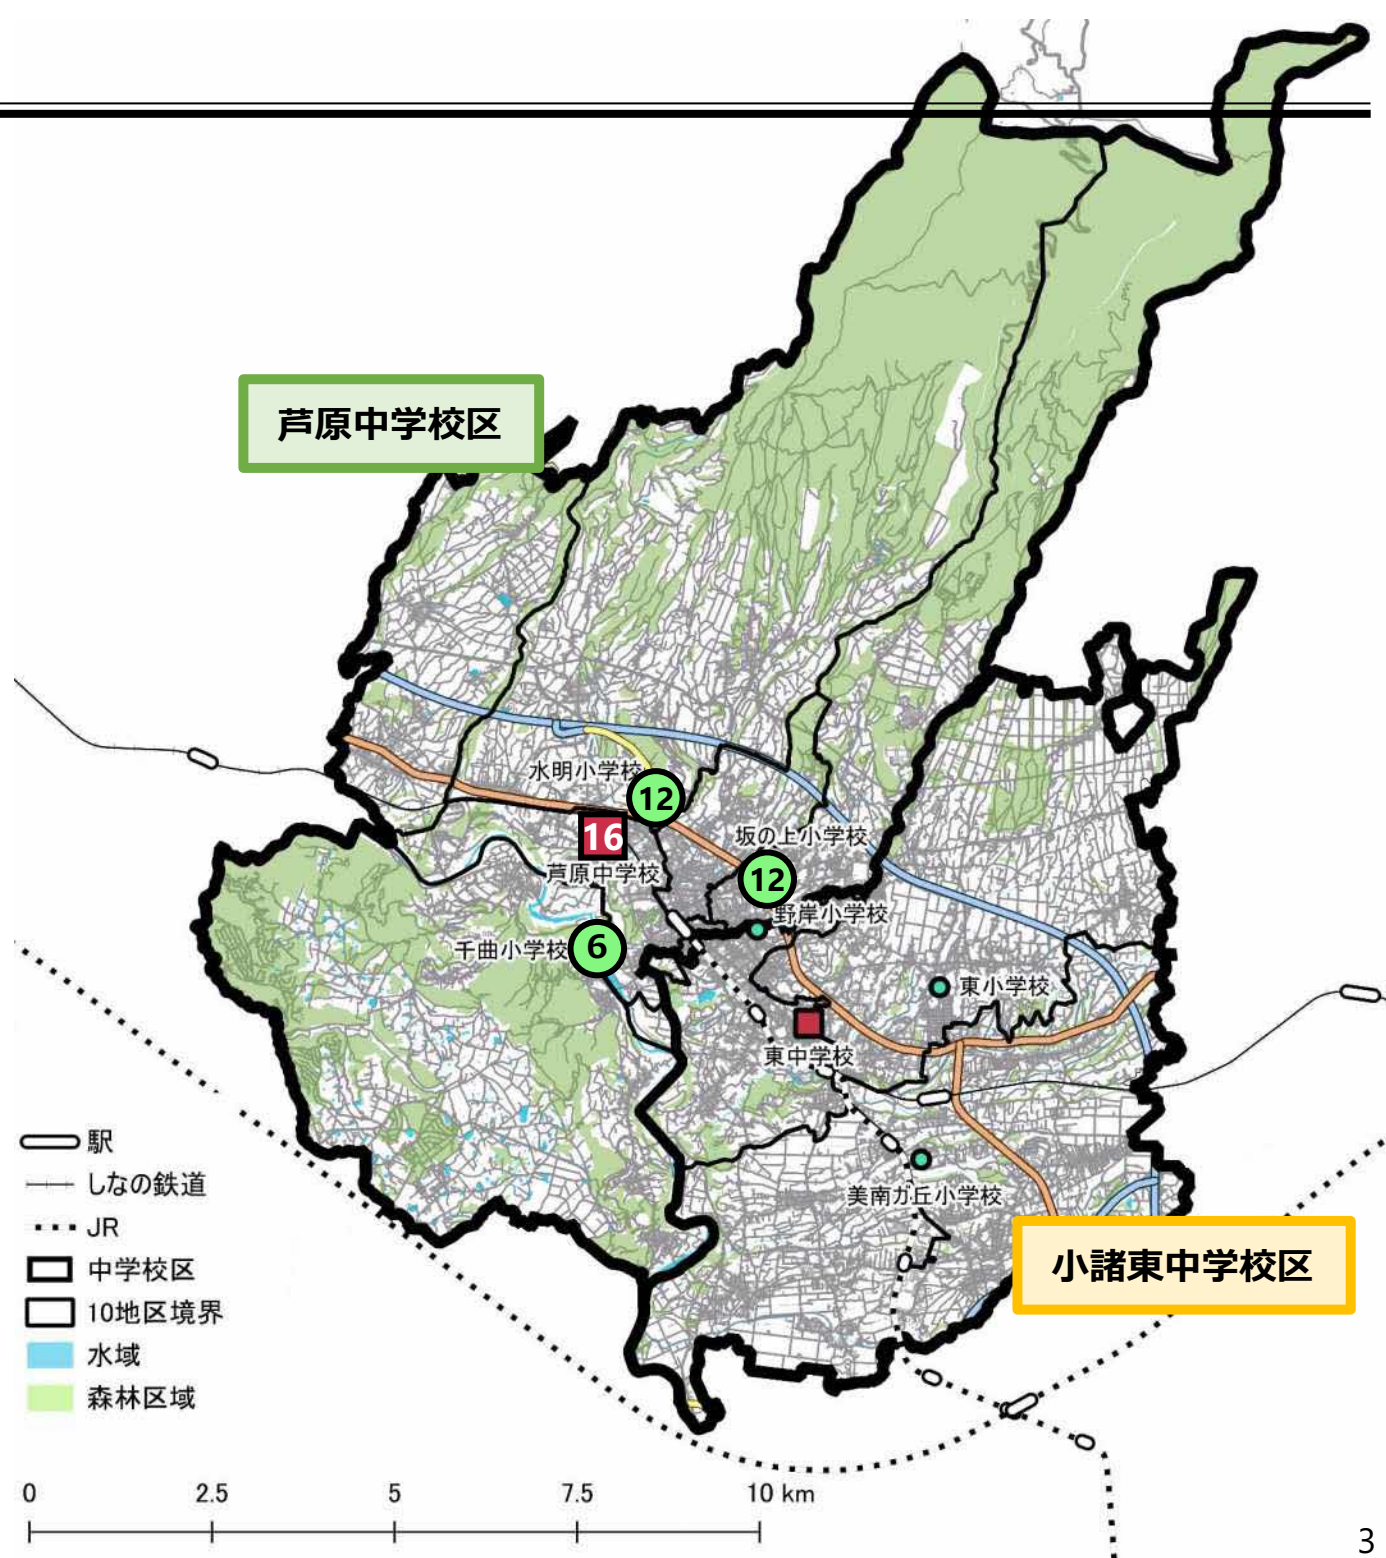 芦原中学校区
水明小学校
12
16
坂の上小学校
芦原中学校
12
野岸小学校
千曲小学校
6
東小学校
東中学校
美南ガ丘小学校
小諸東中学校区
駅
しなの鉄道
JR
中学校区
10地区境界
水域
森林区域
0 2.5 5 7.5 10 km
3